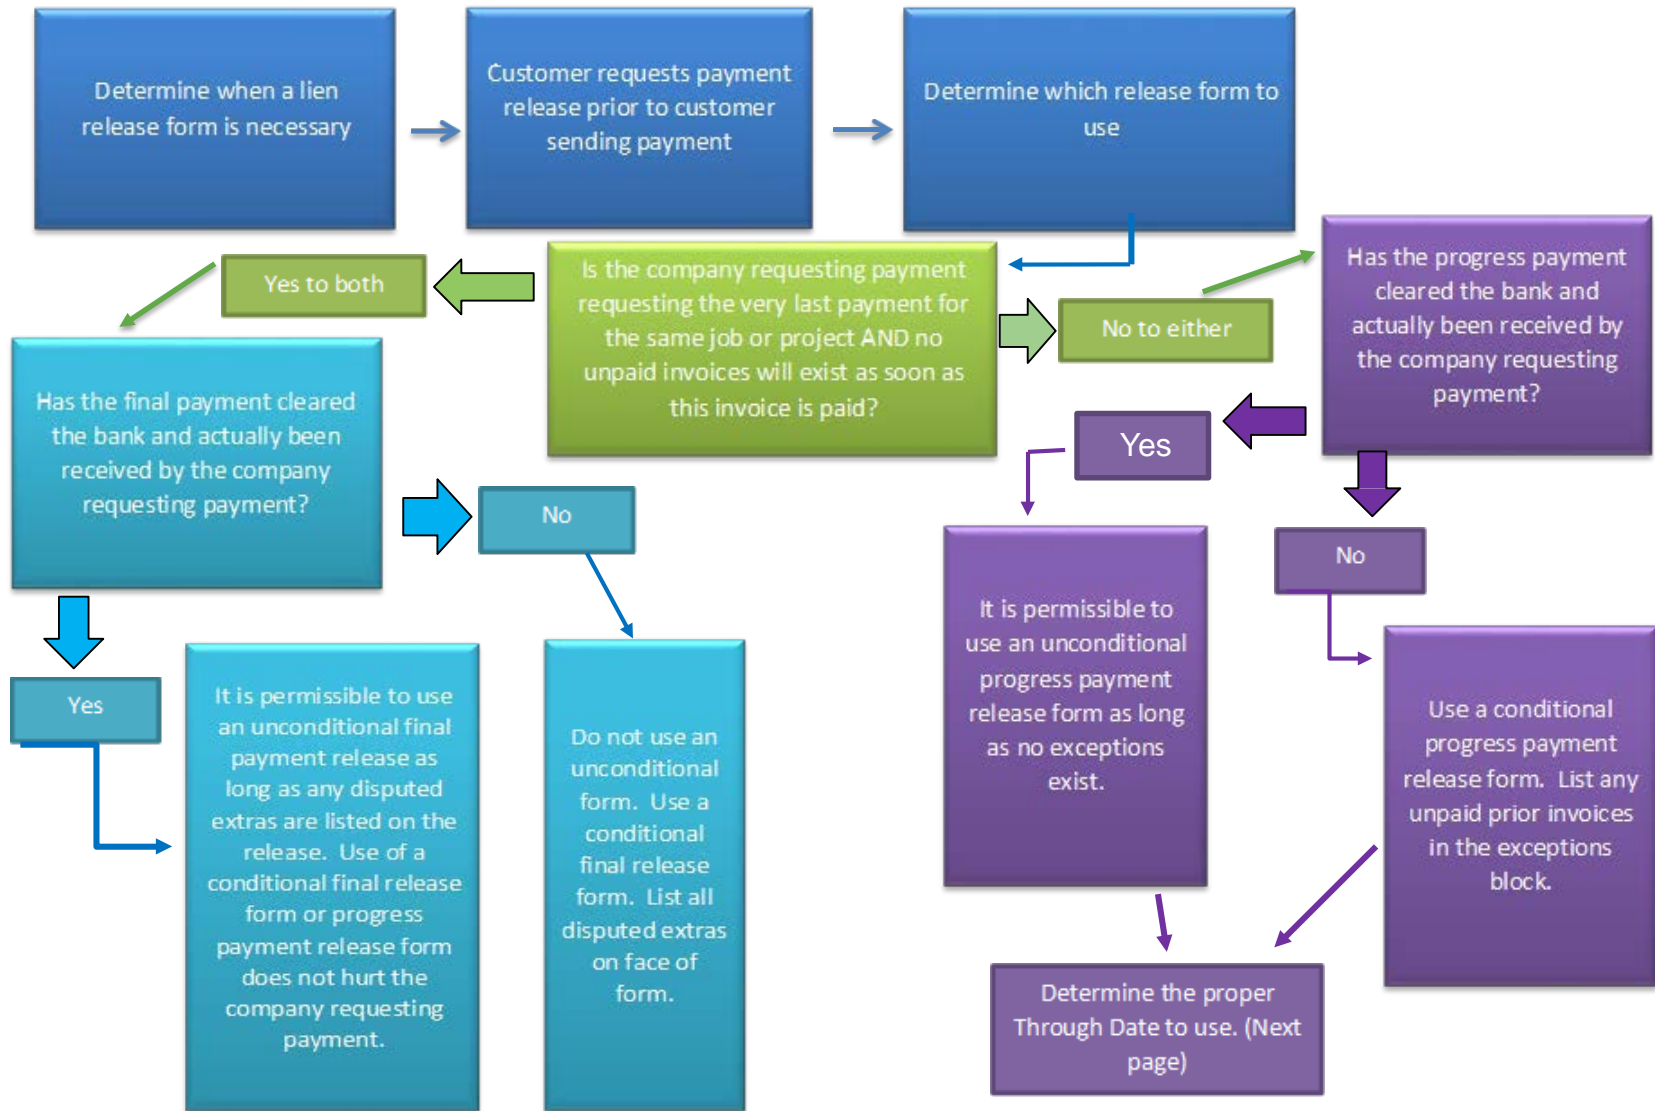 Determine when a lien
release form is necessary
Customer requests payment
release prior to customer
sending payment
Determine which release form to
use
Is the company requesting payment
requesting the very last payment for
the same job or project AND no
unpaid invoices will exist as soon as
this invoice is paid?
Yes to both
No to either
Has the final payment cleared
the bank and actually been
received by the company
requesting payment?
No
Yes
It is permissible to use
an unconditional final
payment release as
long as any disputed
extras are listed on the
release.  Use of a
conditional final release
form or progress
payment release form
does not hurt the
company requesting
payment.
Do not use an
unconditional
form.  Use a
conditional
final release
form.  List all
disputed extras
on face of
form.
Has the progress payment
cleared the bank and
actually been received by
the company requesting
payment?
Yes
No
It is permissible to
use an unconditional
progress payment
release form as long
as no exceptions
exist.
Use a conditional
progress payment
release form.  List any
unpaid prior invoices
in the exceptions
block.
Determine the proper
Through Date to use. (Next
page)